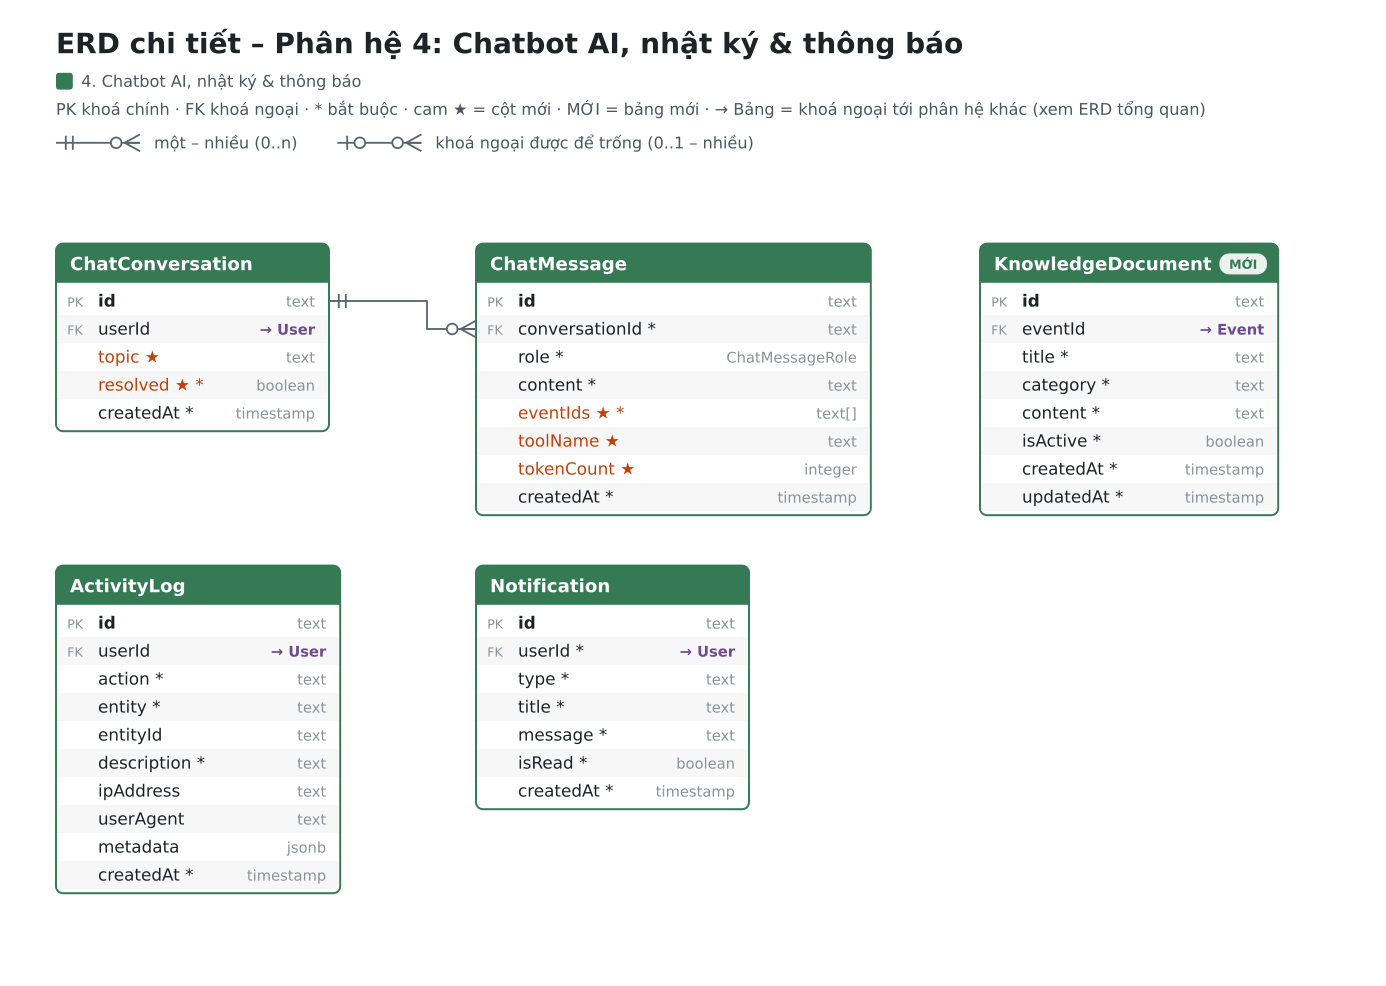 ERD chi tiết – Phân hệ 4: Chatbot AI, nhật ký & thông báo
4. Chatbot AI, nhật ký & thông báo
PK khoá chính · FK khoá ngoại · * bắt buộc · cam ★ = cột mới · MỚI = bảng mới · → Bảng = khoá ngoại tới phân hệ khác (xem ERD tổng quan)
một – nhiều (0..n)
khoá ngoại được để trống (0..1 – nhiều)
ChatConversation
PK id text
FK userId → User
topic ★ text
resolved ★ * boolean
createdAt * timestamp
ChatMessage
PK id text
FK conversationId * text
role * ChatMessageRole
content * text
eventIds ★ * text[]
toolName ★ text
tokenCount ★ integer
createdAt * timestamp
KnowledgeDocument MỚI
PK id text
FK eventId → Event
title * text
category * text
content * text
isActive * boolean
createdAt * timestamp
updatedAt * timestamp
ActivityLog
PK id text
FK userId → User
action * text
entity * text
entityId text
description * text
ipAddress text
userAgent text
metadata jsonb
createdAt * timestamp
Notification
PK id text
FK userId * → User
type * text
title * text
message * text
isRead * boolean
createdAt * timestamp